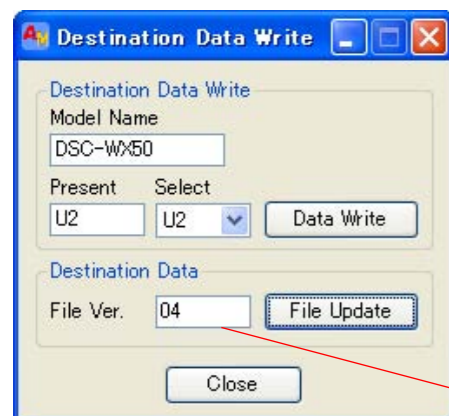 AM Destination Data Write
Destination Data Write
Model Name
DSC-WX50
Present Select
U2 U2 Data Write
Destination Data
File Ver. 04 File Update
Close